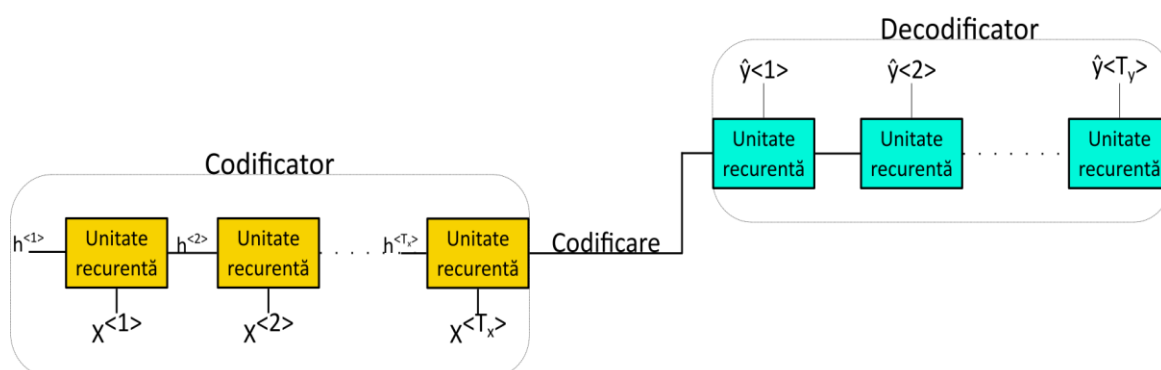 Decodificator
ŷ<1> ŷ<2> ŷ<Tᵧ>
Unitate recurentă
Unitate recurentă
Unitate recurentă
Codificator
h<1>
Unitate recurentă
h<2>
Unitate recurentă
h<Tₓ>
Unitate recurentă
Codificare
X<1> X<2> X<Tₓ>